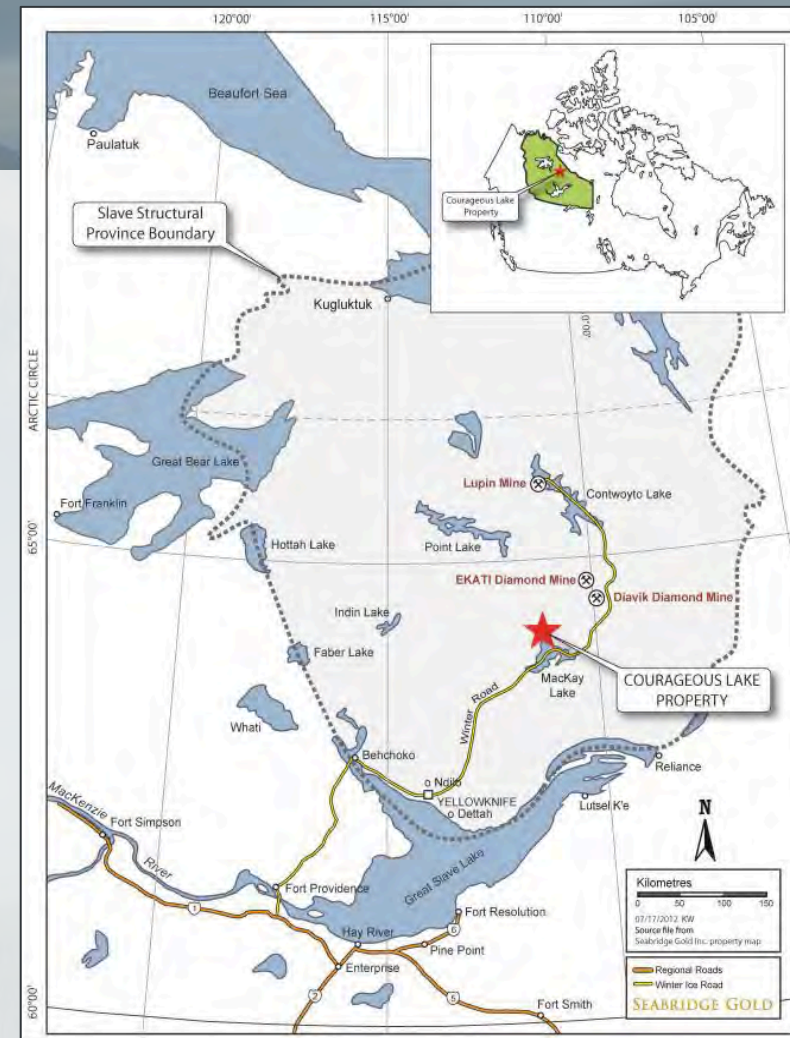 120°00'
115°00'
110°00'
105°00'
Beaufort Sea
Paulatuk
Courageous Lake
Property
Slave Structural
Province Boundary
Kugluktuk
ARCTIC CIRCLE
Great Bear Lake
Lupin Mine
Contwoyto Lake
Fort Franklin
65°00'
Hottah Lake
Point Lake
EKATI Diamond Mine
Diavik Diamond Mine
Indin Lake
Faber Lake
COURAGEOUS LAKE
PROPERTY
MacKay
Lake
Winter Road
Whati
Behchoko
Reliance
Ndilo
YELLOWKNIFE
Dettah
Lutsel K'e
MacKenzie
River
Fort Simpson
Great Slave Lake
N
Fort Providence
Kilometres
0 50 100 150
07/17/2012 KW
Source file from
Seabridge Gold Inc. property map
1
Fort Resolution
6
Hay River
Pine Point
Enterprise
2
5
Fort Smith
Regional Roads
Winter Ice Road
SEABRIDGE GOLD
60°00'